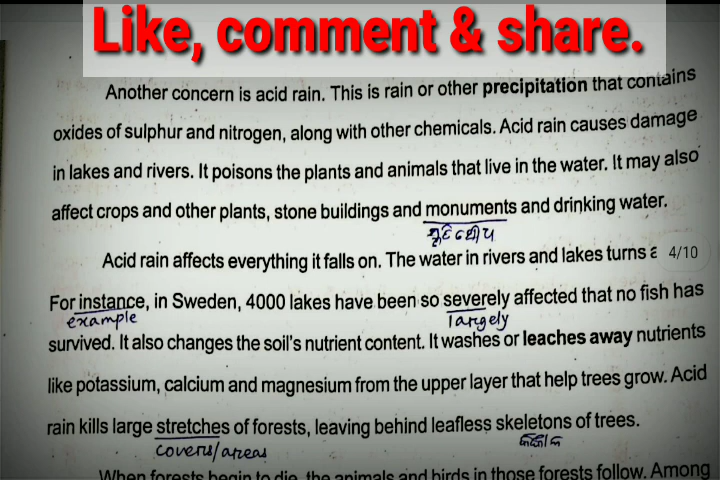 Like, comment & share.
Another concern is acid rain. This is rain or other precipitation that contains
oxides of sulphur and nitrogen, along with other chemicals. Acid rain causes damage
in lakes and rivers. It poisons the plants and animals that live in the water. It may also
affect crops and other plants, stone buildings and monuments and drinking water.
Acid rain affects everything it falls on. The water in rivers and lakes turns a 4/10
For instance, in Sweden, 4000 lakes have been so severely affected that no fish has
example largely
survived. It also changes the soil's nutrient content. It washes or leaches away nutrients
like potassium, calcium and magnesium from the upper layer that help trees grow. Acid
rain kills large stretches of forests, leaving behind leafless skeletons of trees.
covers/areas
When forests begin to die, the animals and birds in those forests follow. Among